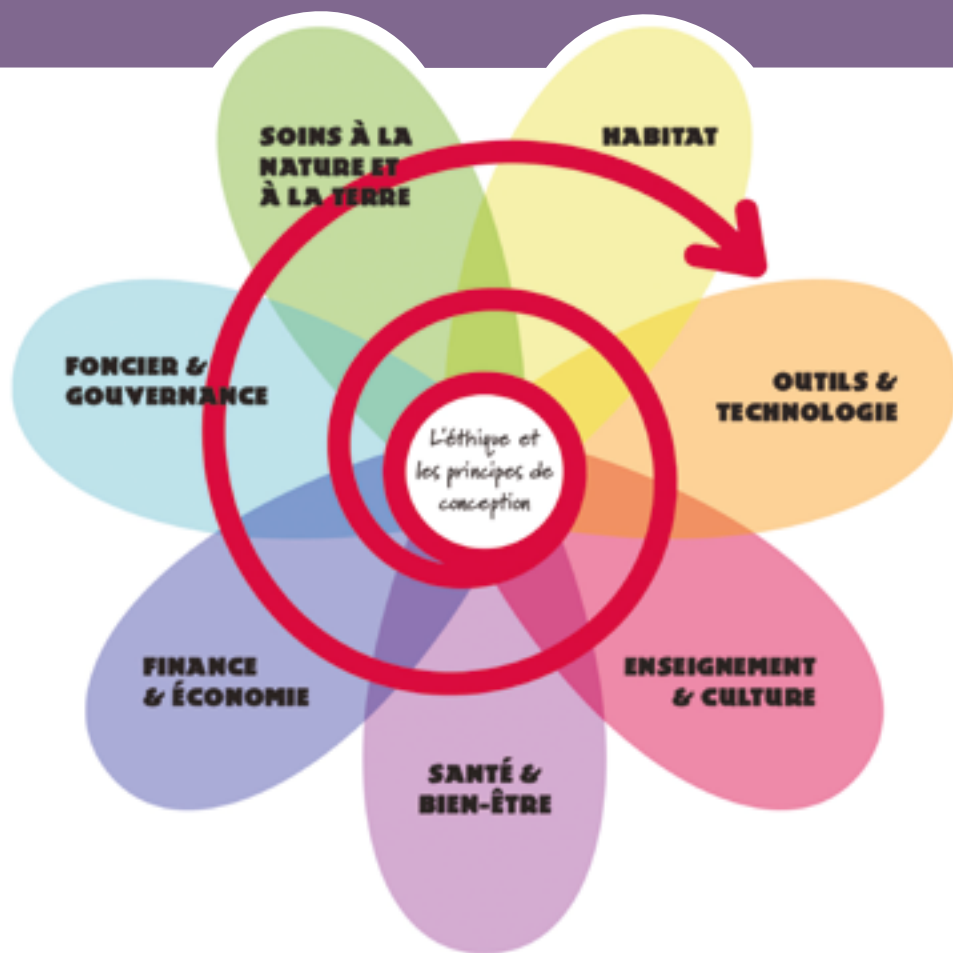 SOINS À LA
NATURE ET
À LA TERRE
HABITAT
FONCIER &
GOUVERNANCE
OUTILS &
TECHNOLOGIE
L'éthique et
les principes de
conception
FINANCE
& ÉCONOMIE
ENSEIGNEMENT
& CULTURE
SANTÉ &
BIEN-ÊTRE